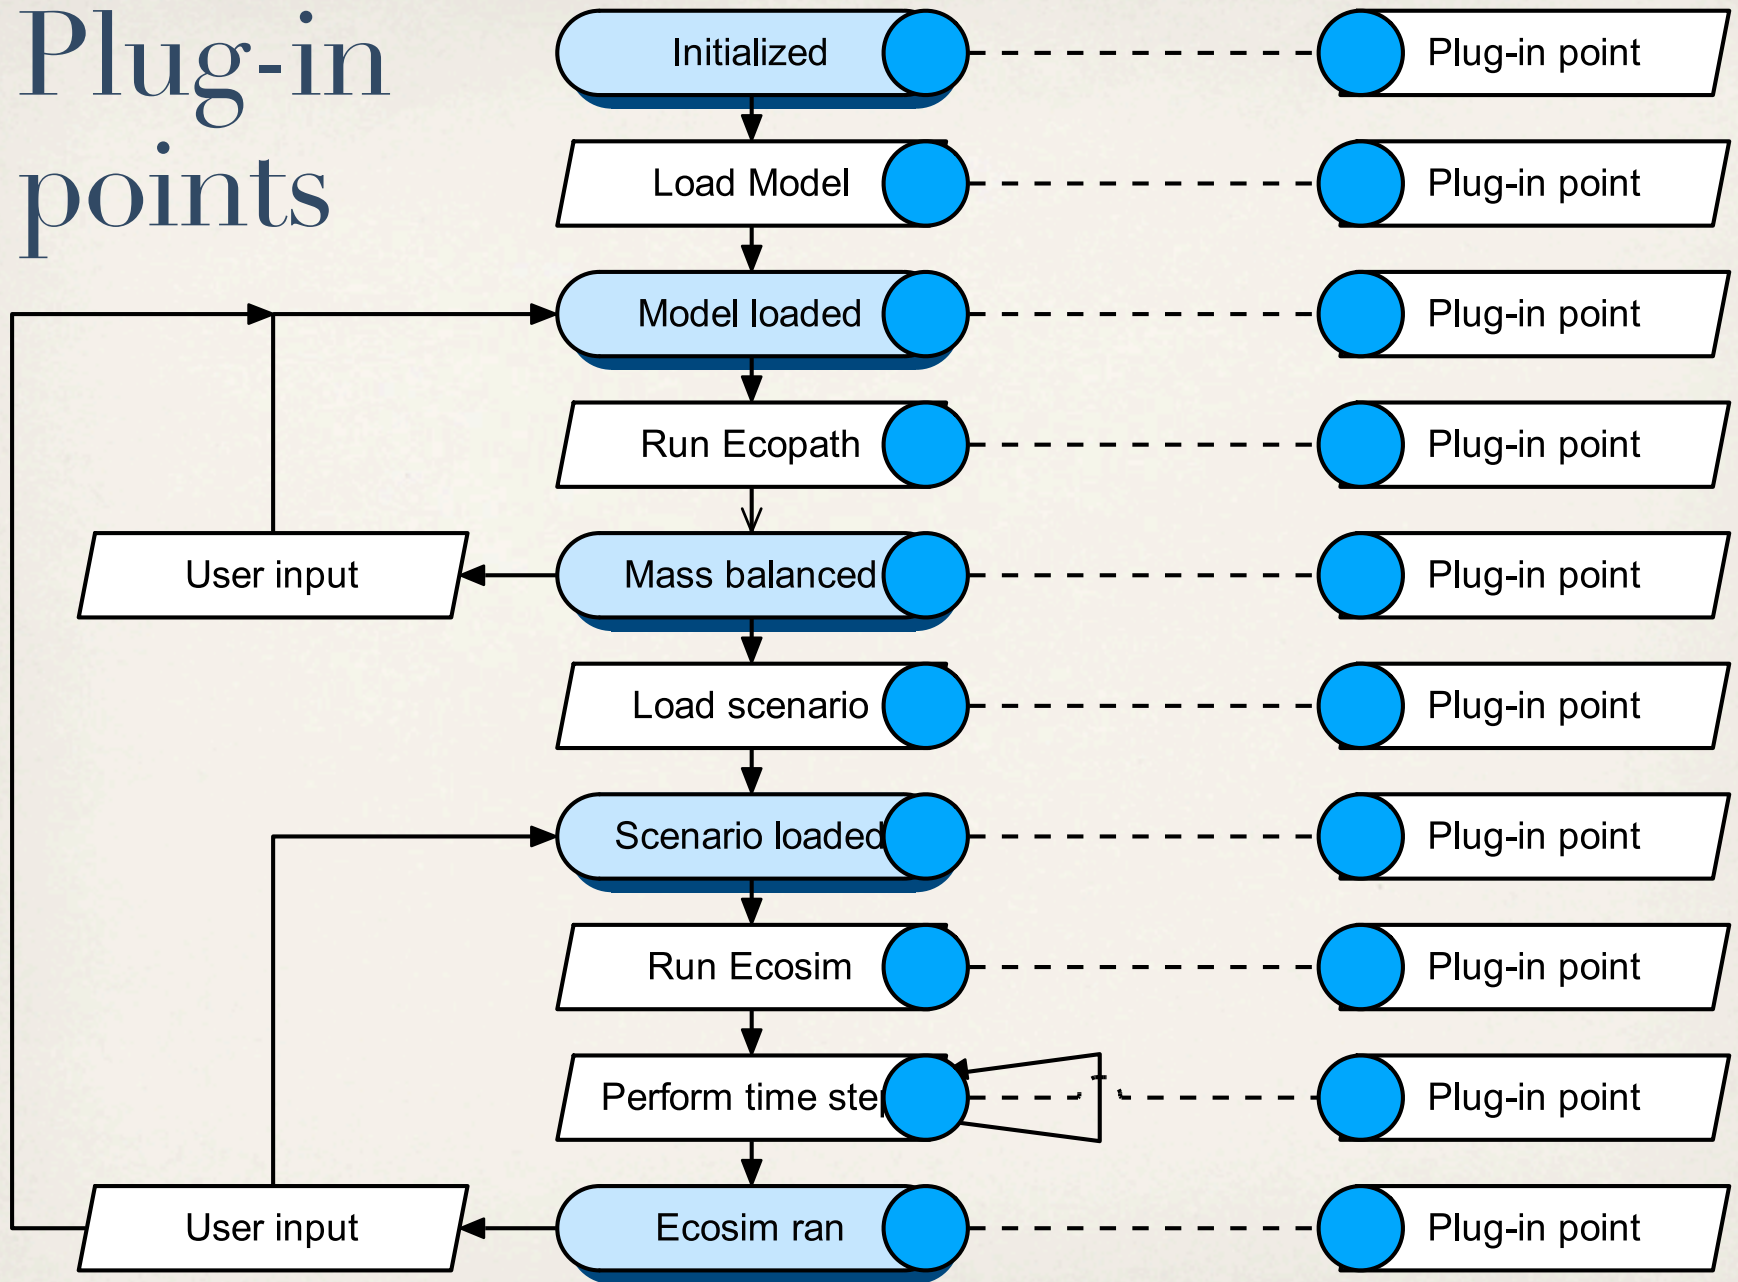 Plug-in
points
Initialized
Plug-in point
Load Model
Plug-in point
Model loaded
Plug-in point
Run Ecopath
Plug-in point
User input
Mass balanced
Plug-in point
Load scenario
Plug-in point
Scenario loaded
Plug-in point
Run Ecosim
Plug-in point
Perform time step
Plug-in point
User input
Ecosim ran
Plug-in point